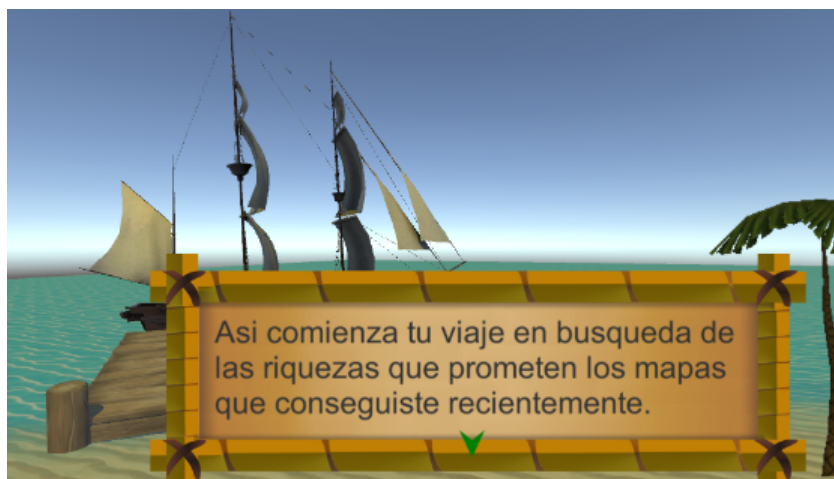 Asi comienza tu viaje en busqueda de
las riquezas que prometen los mapas
que conseguiste recientemente.